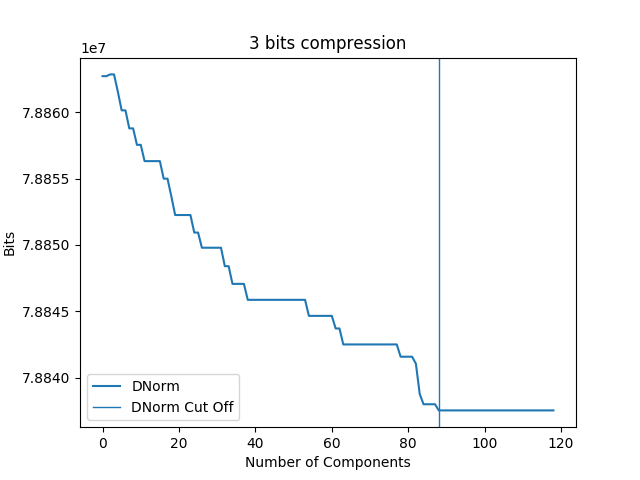 3 bits compression
1e7
7.8860
7.8855
7.8850
7.8845
7.8840
Bits
DNorm
DNorm Cut Off
0 20 40 60 80 100 120
Number of Components